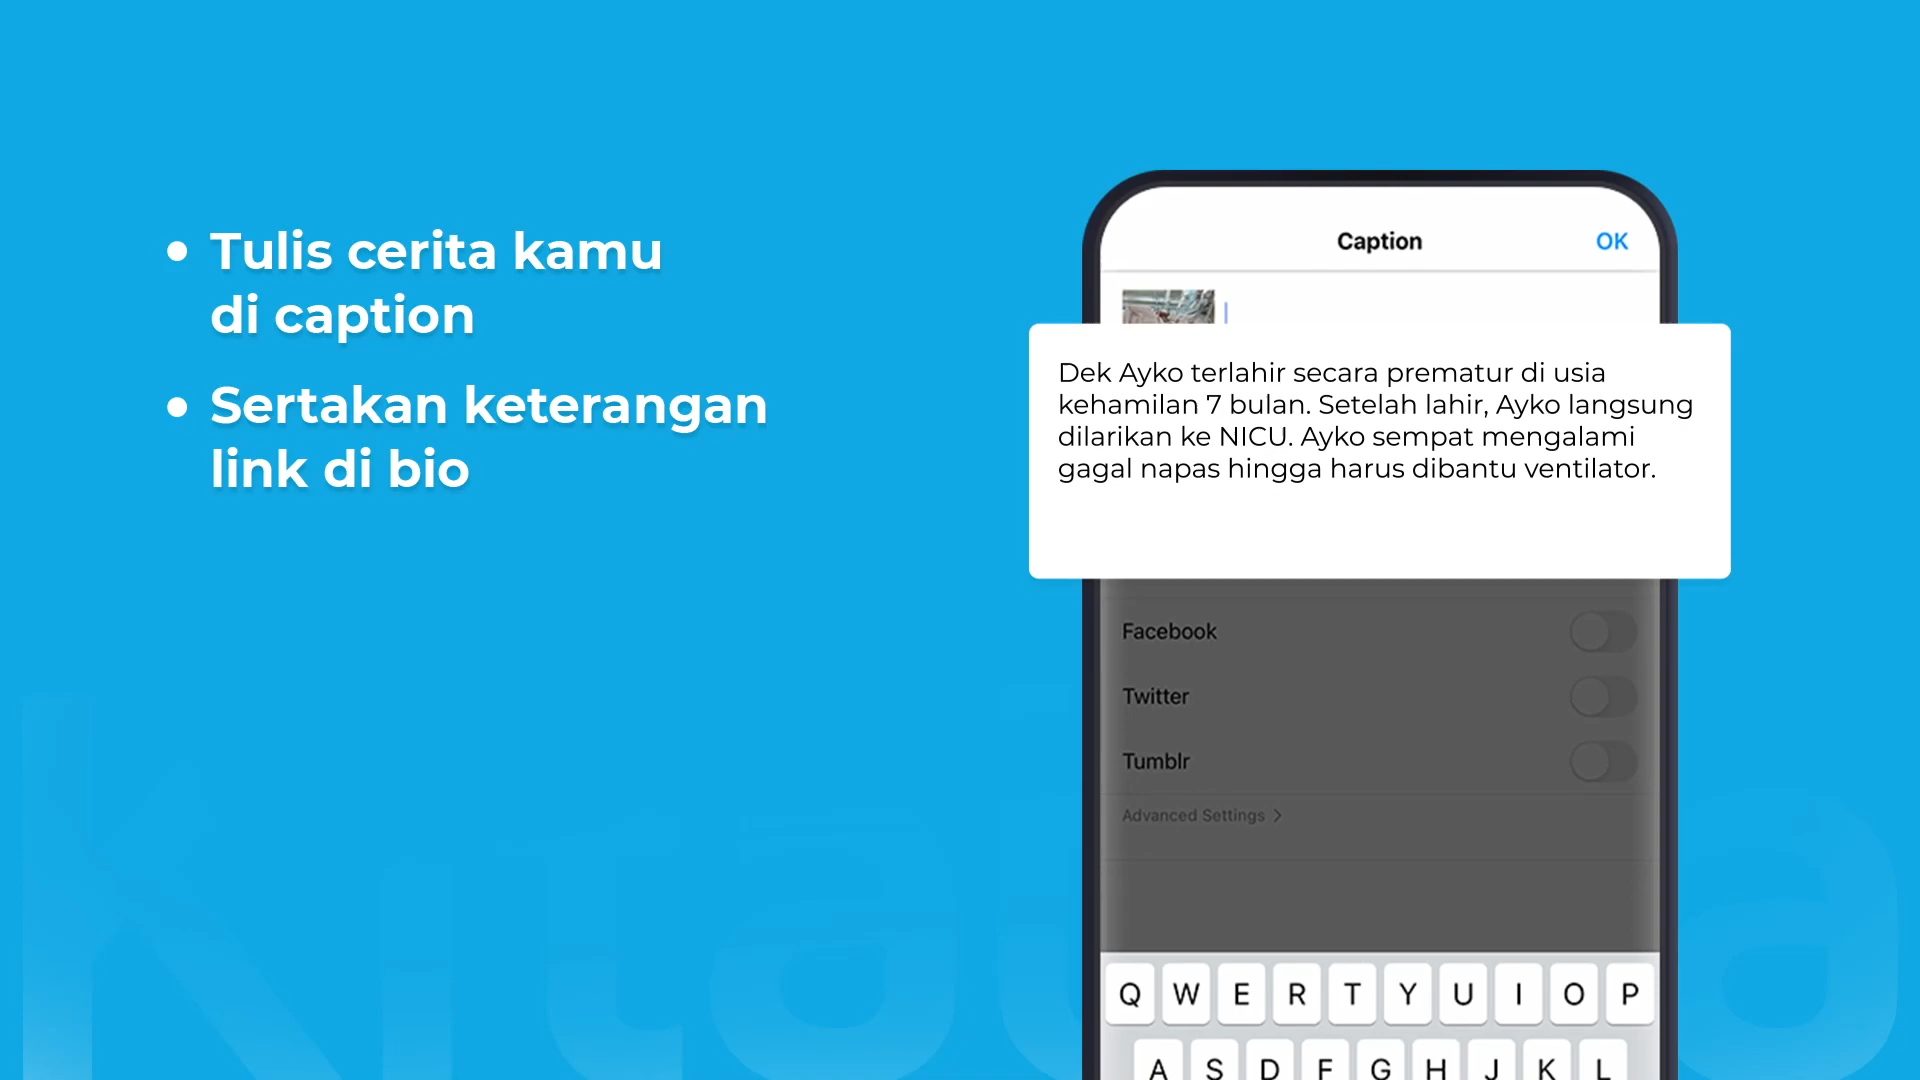 Tulis cerita kamu
di caption
Sertakan keterangan
link di bio
Caption
OK
Dek Ayko terlahir secara prematur di usia
kehamilan 7 bulan. Setelah lahir, Ayko langsung
dilarikan ke NICU. Ayko sempat mengalami
gagal napas hingga harus dibantu ventilator.
Facebook
Twitter
Tumblr
Advanced Settings >
Q W E R T Y U I O P
A S D F G H J K L